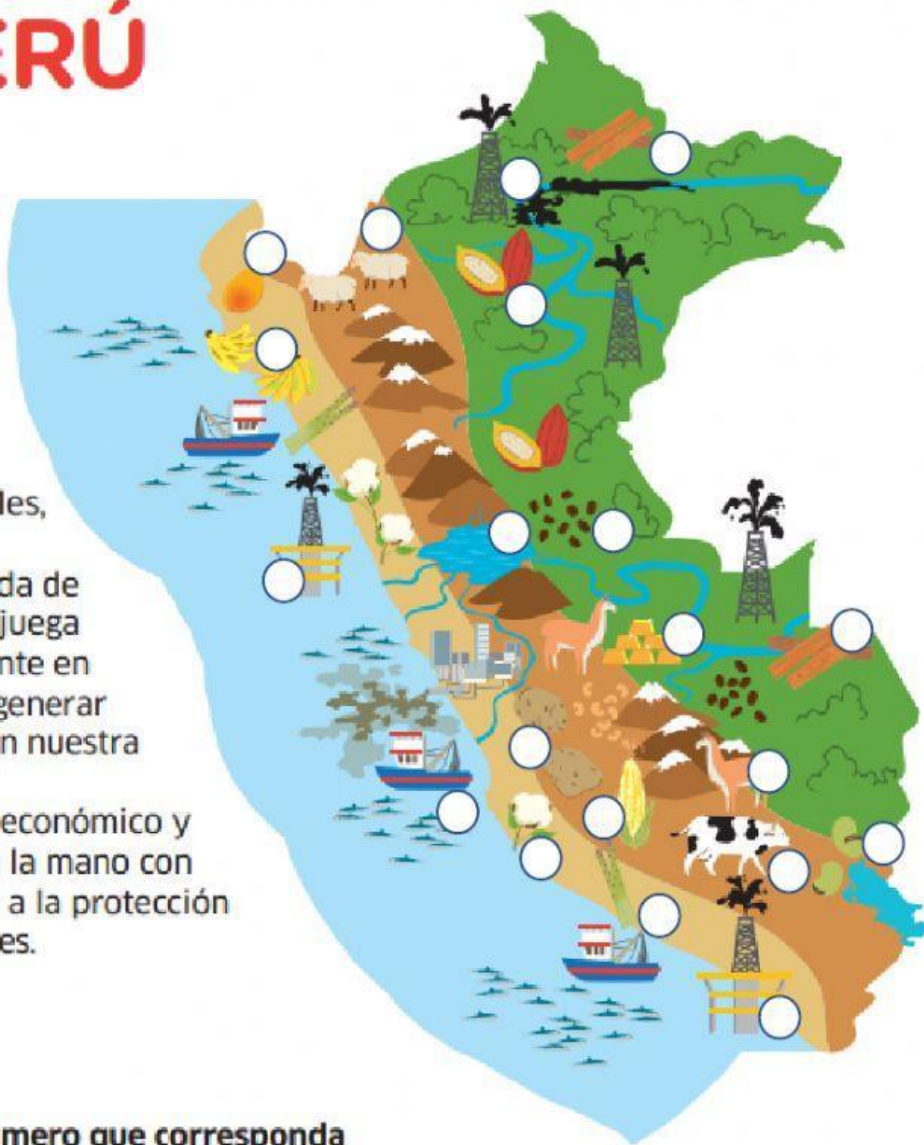 ERÚ
les,
da de
juega
nte en
generar
n nuestra
económico y
la mano con
a la protección
es.
mero que corresponda